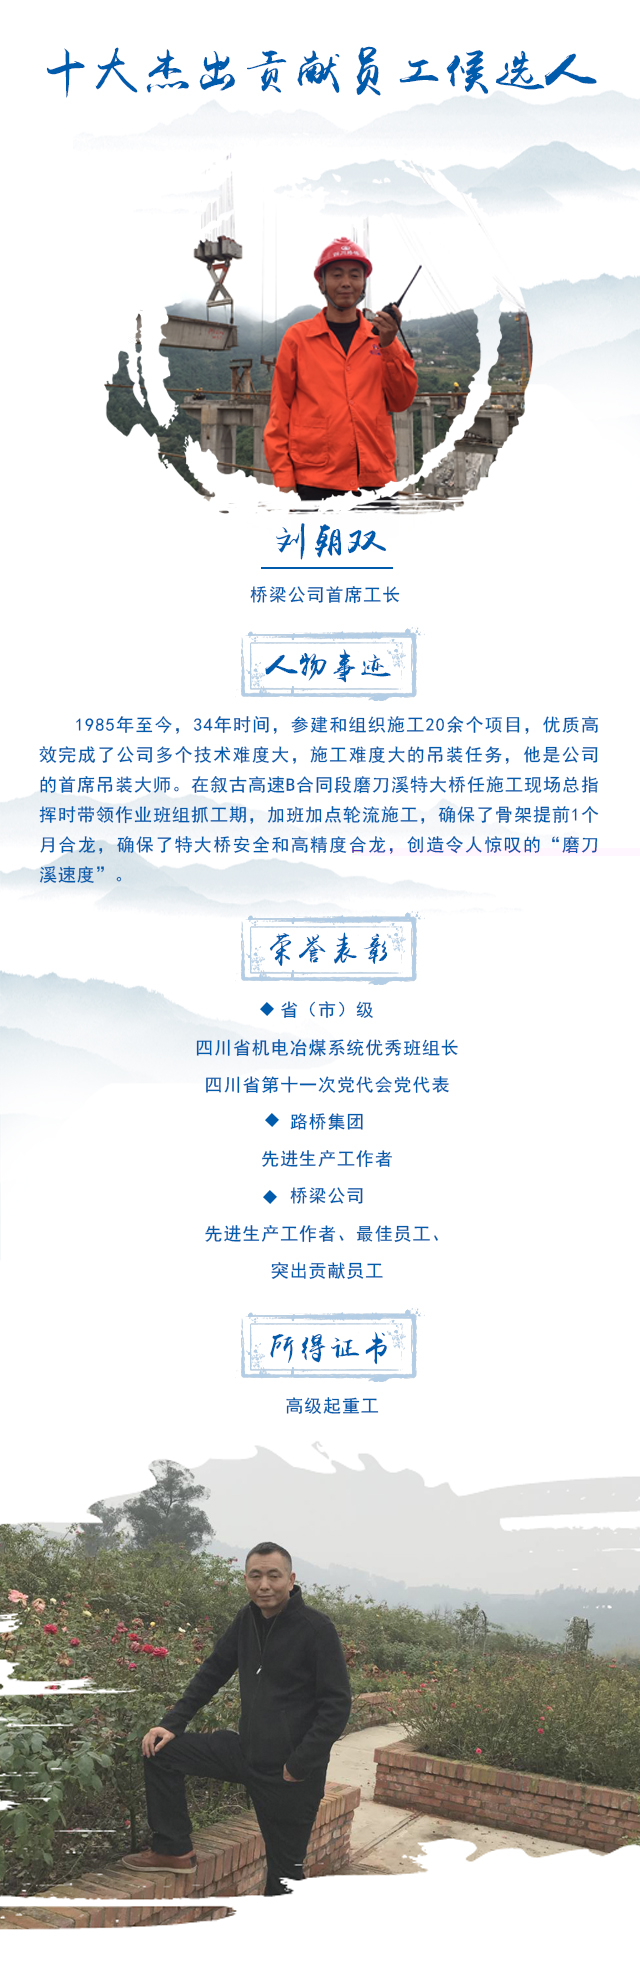 十大杰出贡献员工候选人
刘朝双
桥梁公司首席工长
人物事迹
1985年至今，34年时间，参建和组织施工20余个项目，优质高
效完成了公司多个技术难度大，施工难度大的吊装任务，他是公司
的首席吊装大师。在叙古高速B合同段磨刀溪特大桥任施工现场总指
挥时带领作业班组抓工期，加班加点轮流施工，确保了骨架提前1个
月合龙，确保了特大桥安全和高精度合龙，创造令人惊叹的“磨刀
溪速度”。
荣誉表彰
◆ 省（市）级
四川省机电冶煤系统优秀班组长
四川省第十一次党代会党代表
◆ 路桥集团
先进生产工作者
◆ 桥梁公司
先进生产工作者、最佳员工、
突出贡献员工
所得证书
高级起重工